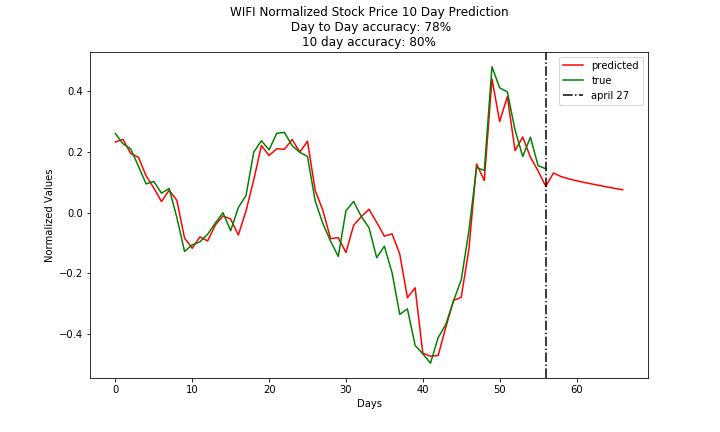 WIFI Normalized Stock Price 10 Day Prediction
Day to Day accuracy: 78%
10 day accuracy: 80%
predicted
true
april 27
Normalized Values
0.4
0.2
0.0
−0.2
−0.4
0 10 20 30 40 50 60
Days